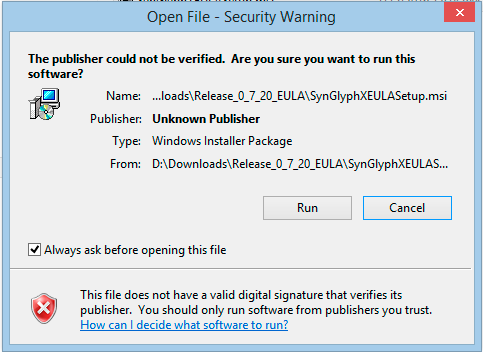 Open File - Security Warning
The publisher could not be verified. Are you sure you want to run this
software?
Name: ...loads\Release_0_7_20_EULA\SynGlyphXEULASetup.msi
Publisher: Unknown Publisher
Type: Windows Installer Package
From: D:\Downloads\Release_0_7_20_EULA\SynGlyphXEULAS...
Run Cancel
Always ask before opening this file
This file does not have a valid digital signature that verifies its
publisher. You should only run software from publishers you trust.
How can I decide what software to run?